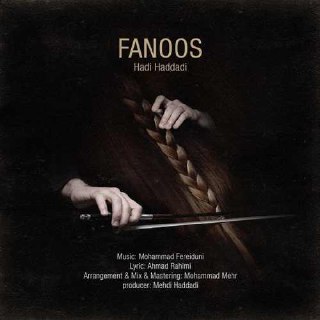 FANOOS
Hadi Haddadi
Music: Mohammad Fereiduni
Lyric: Ahmad Rahimi
Arrangement & Mix & Mastering: Mohammad Mehr
producer: Mehdi Haddadi